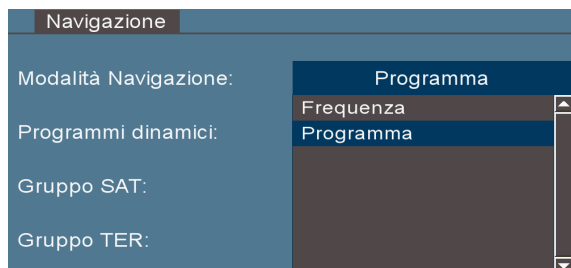 Navigazione
Modalità Navigazione: Programma
Frequenza
Programmi dinamici: Programma
Gruppo SAT:
Gruppo TER: